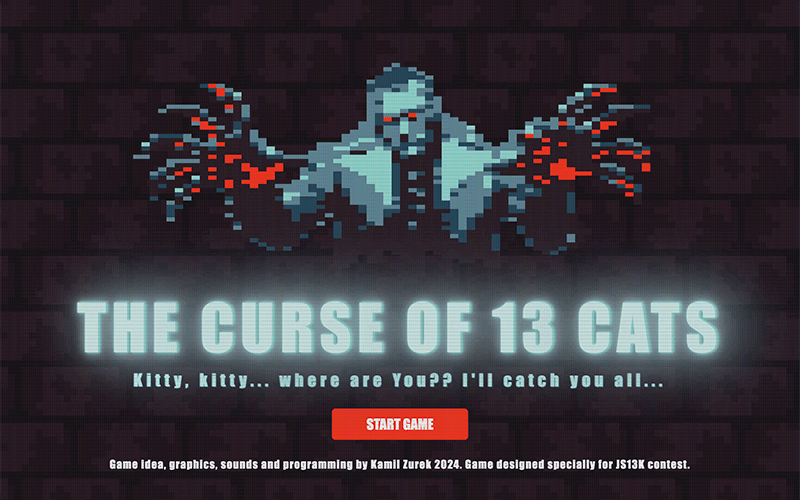 THE CURSE OF 13 CATS
Kitty, kitty... where are You?? I'll catch you all...
START GAME
Game idea, graphics, sounds and programming by Kamil Zurek 2024. Game designed specially for JS13K contest.